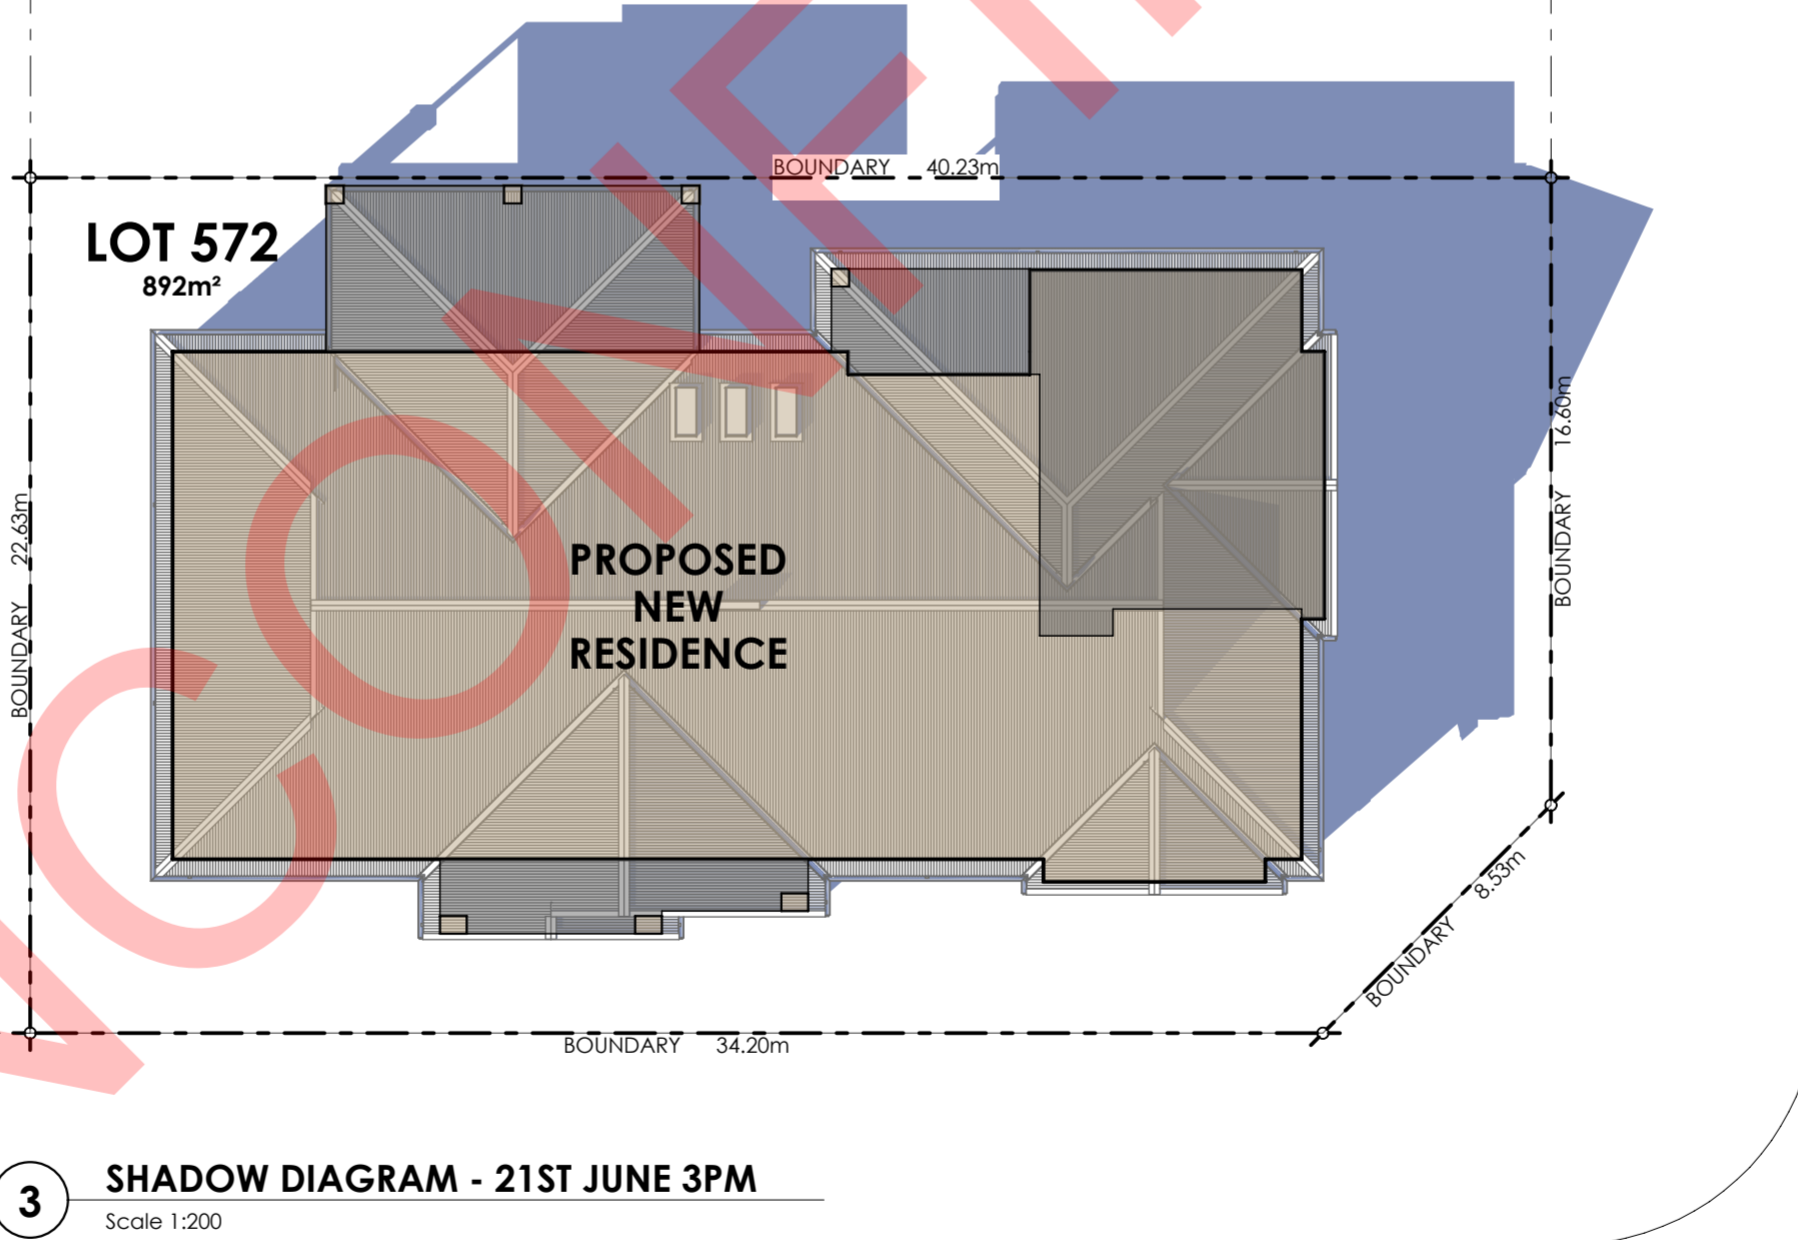 BOUNDARY 40.23m
LOT 572
892m²
BOUNDARY 22.63m
BOUNDARY 16.60m
PROPOSED
NEW
RESIDENCE
BOUNDARY 8.53m
BOUNDARY 34.20m
3
SHADOW DIAGRAM - 21ST JUNE 3PM
Scale 1:200